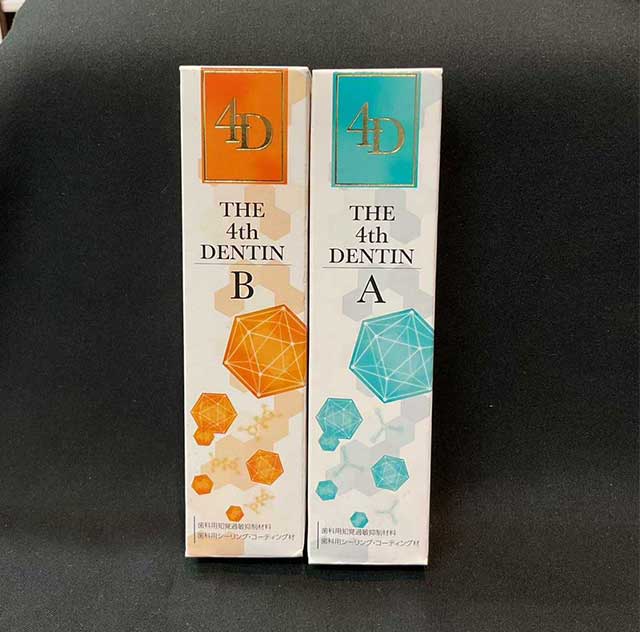 4D
THE
4th
DENTIN
B
歯科用知覚過敏抑制材料
歯科用シーリング・コーティング材
4D
THE
4th
DENTIN
A
歯科用知覚過敏抑制材料
歯科用シーリング・コーティング材